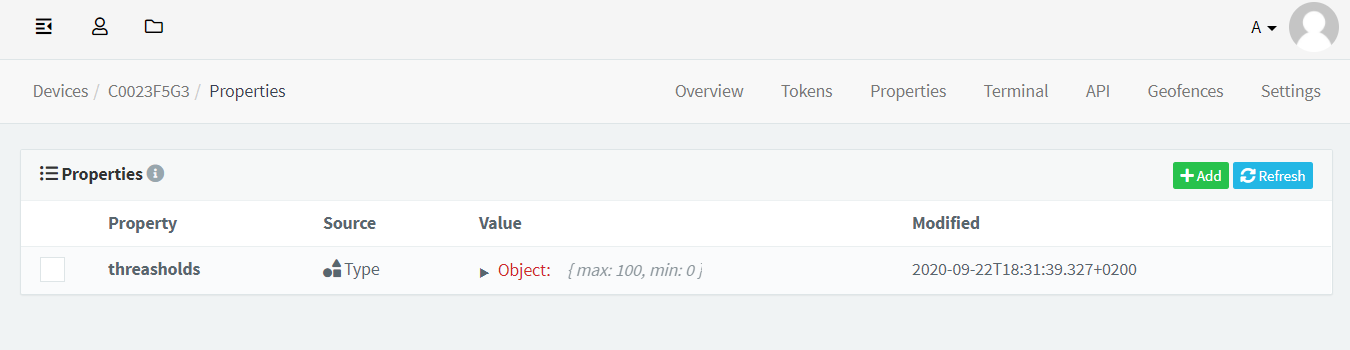 A
Devices / C0023F5G3 / Properties
Overview Tokens Properties Terminal API Geofences Settings
Properties
Add Refresh
Property Source Value Modified
threasholds Type Object: { max: 100, min: 0 } 2020-09-22T18:31:39.327+0200